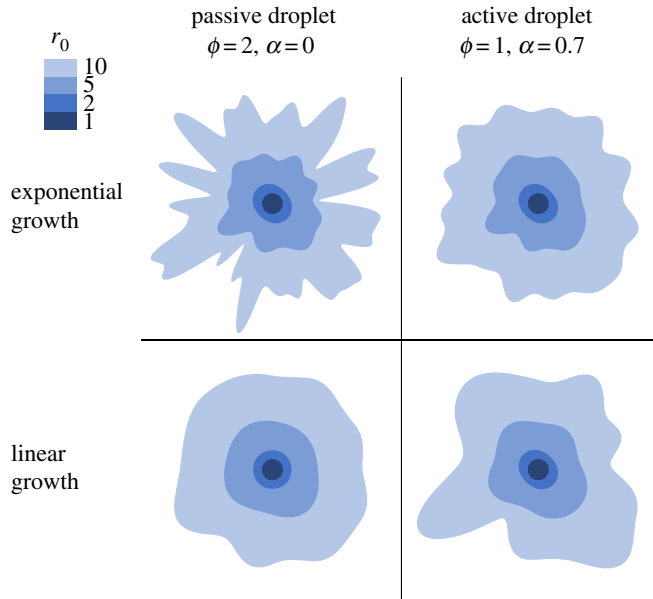 passive droplet
ϕ=2, α=0
active droplet
ϕ=1, α=0.7
r₀
10
5
2
1
exponential
growth
linear
growth